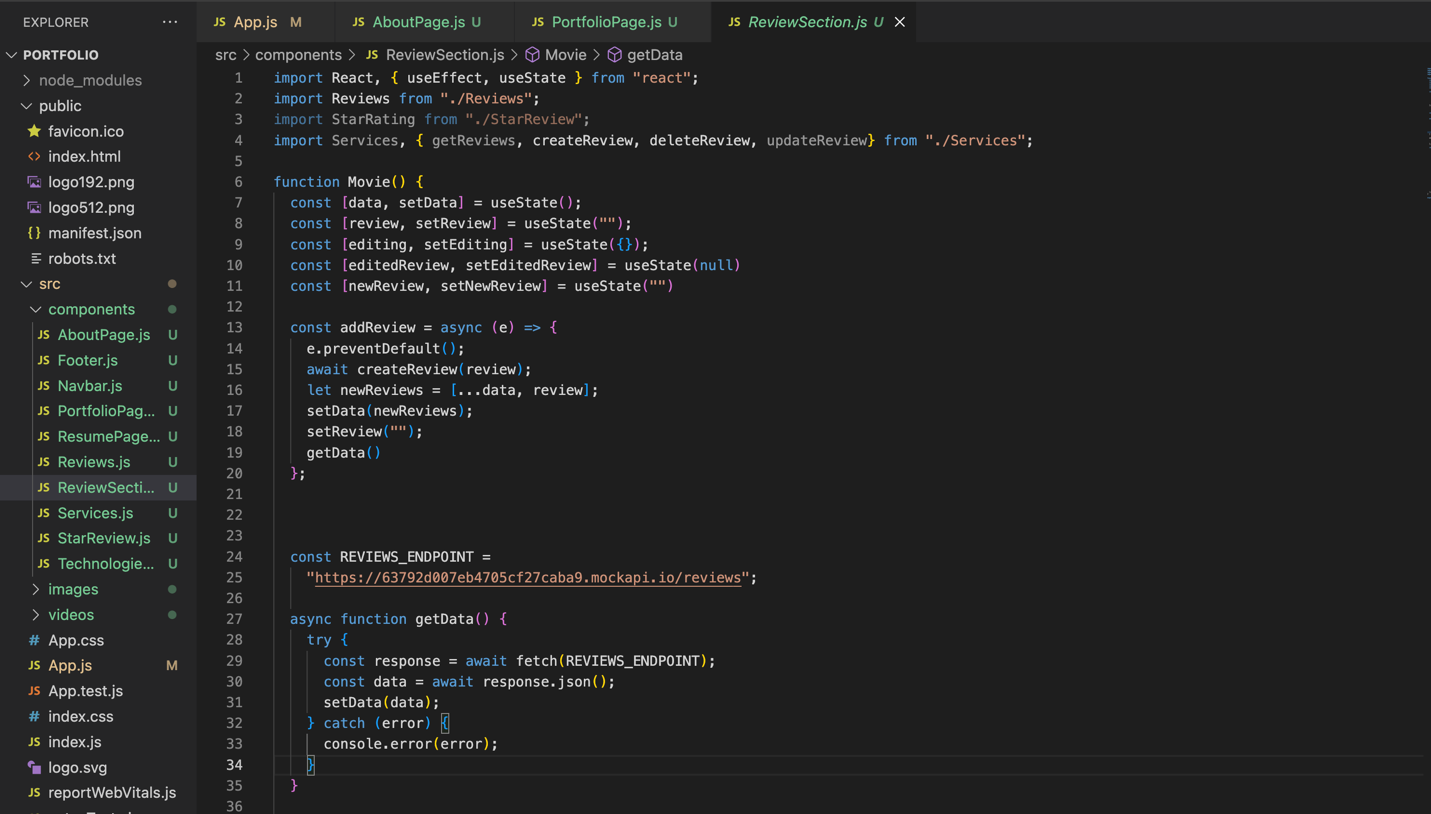 EXPLORER
PORTFOLIO
node_modules
public
favicon.ico
index.html
logo192.png
logo512.png
manifest.json
robots.txt
src
components
AboutPage.js U
Footer.js U
Navbar.js U
PortfolioPag... U
ResumePage... U
Reviews.js U
ReviewSecti... U
Services.js U
StarReview.js U
Technologie... U
images
videos
App.css
App.js M
App.test.js
index.css
index.js
logo.svg
reportWebVitals.js
JS App.js M
JS AboutPage.js U
JS PortfolioPage.js U
JS ReviewSection.js U
src > components > JS ReviewSection.js > Movie > getData
1 import React, { useEffect, useState } from "react";
2 import Reviews from "./Reviews";
3 import StarRating from "./StarReview";
4 import Services, { getReviews, createReview, deleteReview, updateReview} from "./Services";
5
6 function Movie() {
7 const [data, setData] = useState();
8 const [review, setReview] = useState("");
9 const [editing, setEditing] = useState({});
10 const [editedReview, setEditedReview] = useState(null)
11 const [newReview, setNewReview] = useState("")
12
13 const addReview = async (e) => {
14 e.preventDefault();
15 await createReview(review);
16 let newReviews = [...data, review];
17 setData(newReviews);
18 setReview("");
19 getData()
20 };
21
22
23
24 const REVIEWS_ENDPOINT =
25 "https://63792d007eb4705cf27caba9.mockapi.io/reviews";
26
27 async function getData() {
28 try {
29 const response = await fetch(REVIEWS_ENDPOINT);
30 const data = await response.json();
31 setData(data);
32 } catch (error) {
33 console.error(error);
34 }
35 }
36